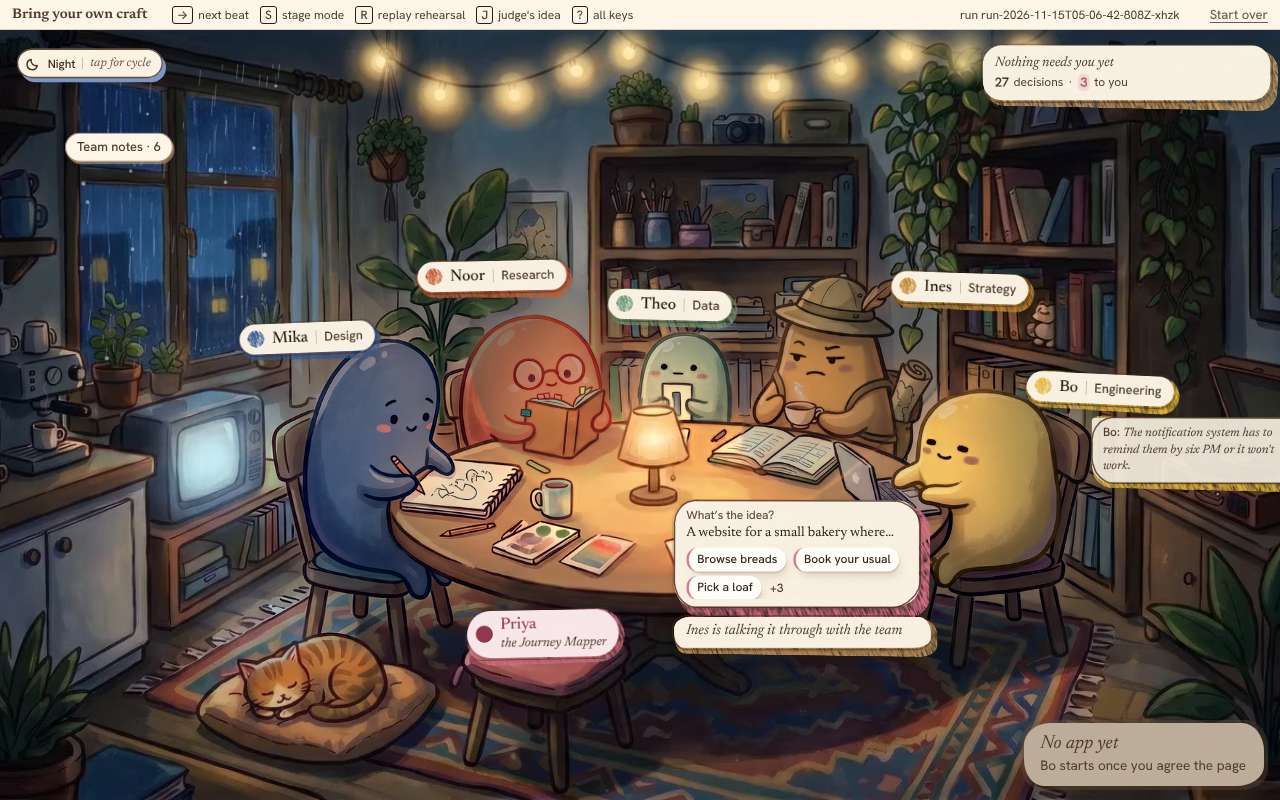 Bring your own craft
→ next beat
S stage mode
R replay rehearsal
J judge's idea
? all keys
run run-2026-11-15T05-06-42-808Z-xhzk
Start over
Night | tap for cycle
Nothing needs you yet
27 decisions · 3 to you
Team notes · 6
Noor | Research
Theo | Data
Ines | Strategy
Mika | Design
Bo | Engineering
Bo: The notification system has to
remind them by six PM or it won't
work.
What's the idea?
A website for a small bakery where...
Browse breads
Book your usual
Pick a loaf
+3
Ines is talking it through with the team
Priya
the Journey Mapper
No app yet
Bo starts once you agree the page